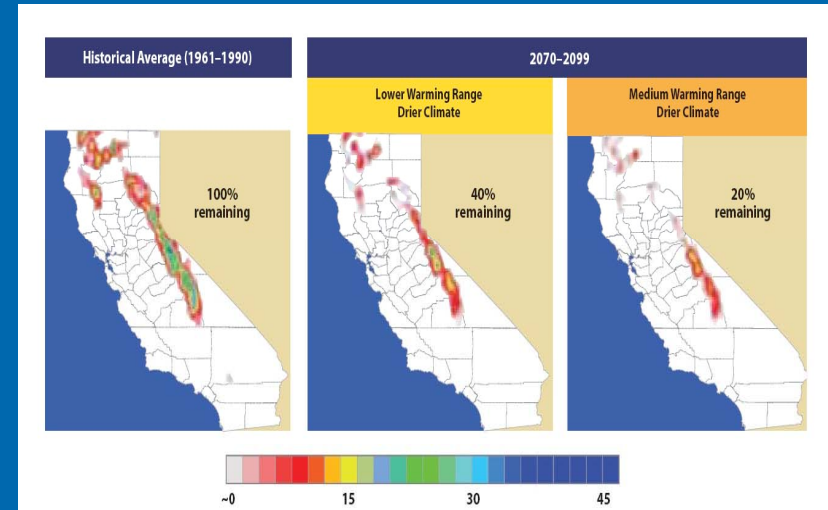 Historical Average (1961–1990)
2070–2099
Lower Warming Range
Drier Climate
Medium Warming Range
Drier Climate
100%
remaining
40%
remaining
20%
remaining
~0 15 30 45